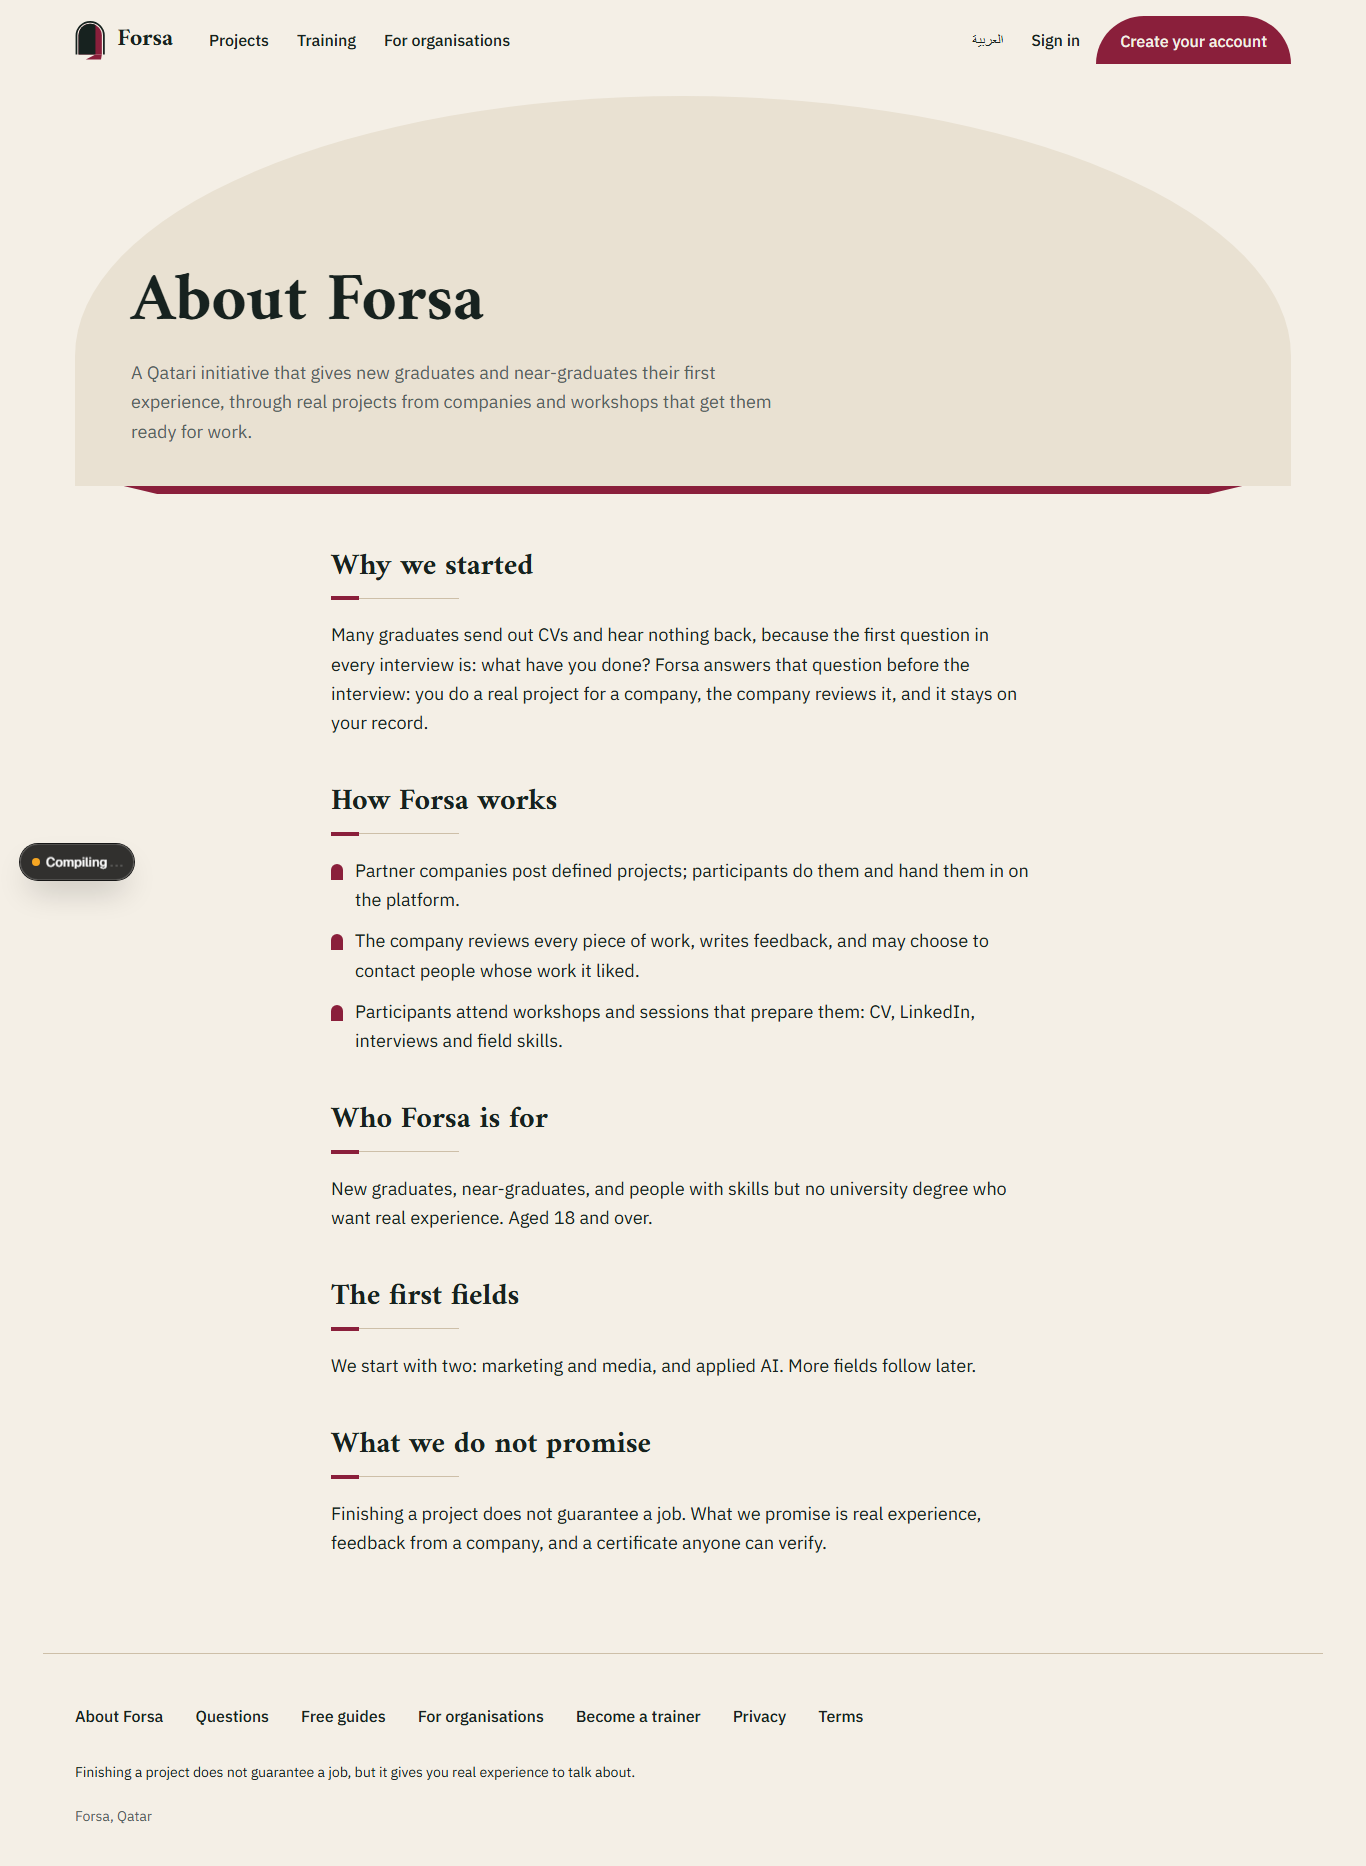 Forsa
Projects
Training
For organisations
العربية
Sign in
Create your account
About Forsa
A Qatari initiative that gives new graduates and near-graduates their first
experience, through real projects from companies and workshops that get them
ready for work.
Why we started
Many graduates send out CVs and hear nothing back, because the first question in
every interview is: what have you done? Forsa answers that question before the
interview: you do a real project for a company, the company reviews it, and it stays on
your record.
How Forsa works
Partner companies post defined projects; participants do them and hand them in on
the platform.
The company reviews every piece of work, writes feedback, and may choose to
contact people whose work it liked.
Participants attend workshops and sessions that prepare them: CV, LinkedIn,
interviews and field skills.
Compiling ...
Who Forsa is for
New graduates, near-graduates, and people with skills but no university degree who
want real experience. Aged 18 and over.
The first fields
We start with two: marketing and media, and applied AI. More fields follow later.
What we do not promise
Finishing a project does not guarantee a job. What we promise is real experience,
feedback from a company, and a certificate anyone can verify.
About Forsa
Questions
Free guides
For organisations
Become a trainer
Privacy
Terms
Finishing a project does not guarantee a job, but it gives you real experience to talk about.
Forsa, Qatar